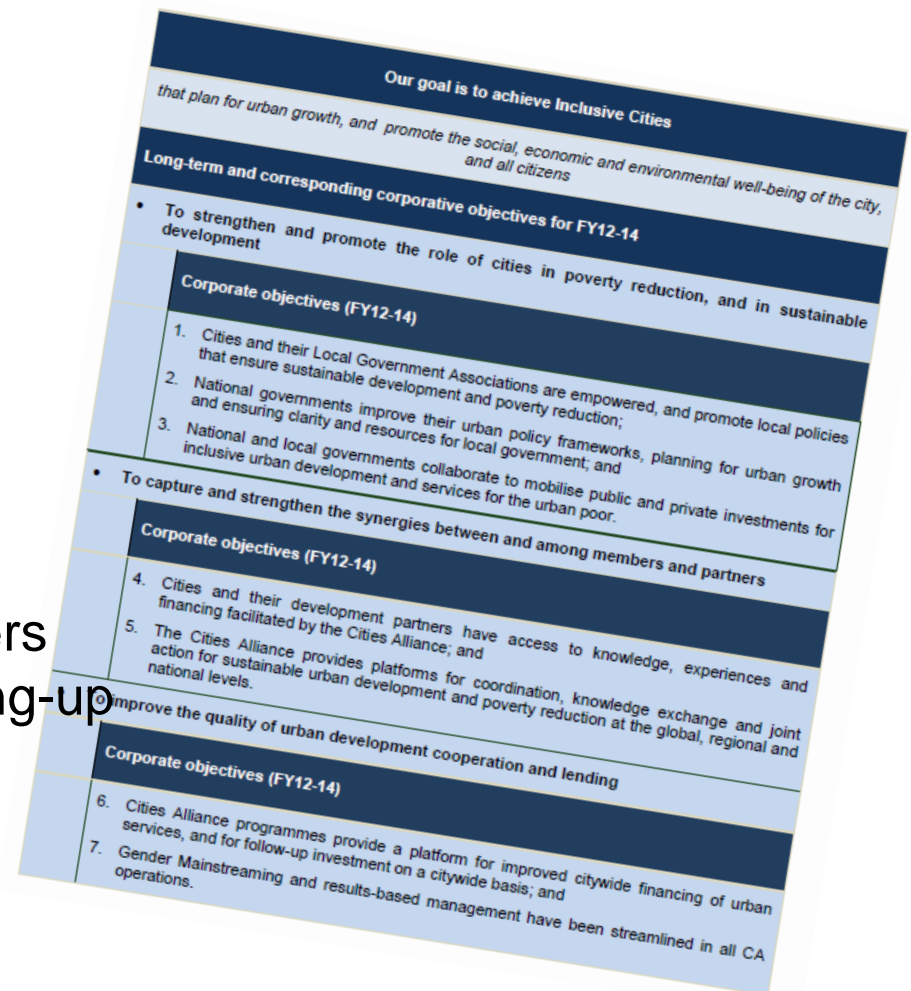 Our goal is to achieve Inclusive Cities
that plan for urban growth, and promote the social, economic and environmental well-being of the city,
and all citizens
Long-term and corresponding corporative objectives for FY12-14
• To strengthen and promote the role of cities in poverty reduction, and in sustainable
development
Corporate objectives (FY12-14)
1. Cities and their Local Government Associations are empowered, and promote local policies
that ensure sustainable development and poverty reduction;
2. National governments improve their urban policy frameworks, planning for urban growth
and ensuring clarity and resources for local government; and
3. National and local governments collaborate to mobilise public and private investments for
inclusive urban development and services for the urban poor.
• To capture and strengthen the synergies between and among members and partners
Corporate objectives (FY12-14)
4. Cities and their development partners have access to knowledge, experiences and
financing facilitated by the Cities Alliance; and
5. The Cities Alliance provides platforms for coordination, knowledge exchange and joint
action for sustainable urban development and poverty reduction at the global, regional and
national levels.
improve the quality of urban development cooperation and lending
Corporate objectives (FY12-14)
6. Cities Alliance programmes provide a platform for improved citywide financing of urban
services, and for follow-up investment on a citywide basis; and
7. Gender Mainstreaming and results-based management have been streamlined in all CA
operations.